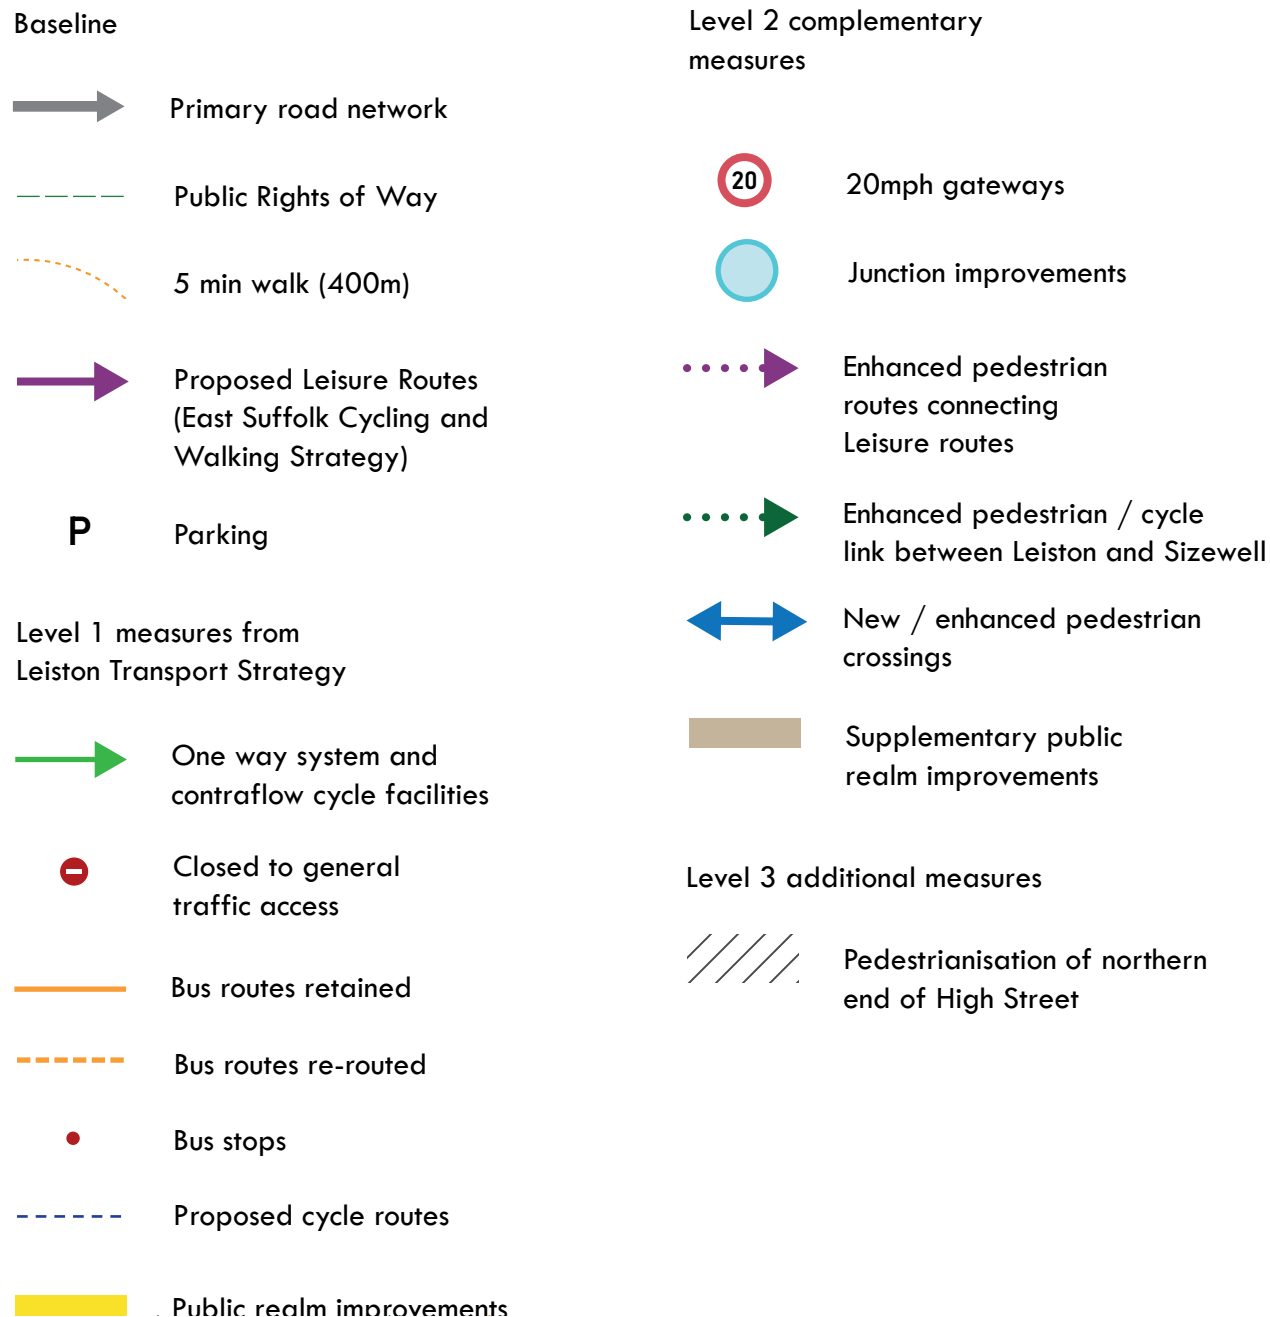 Baseline
Primary road network
Public Rights of Way
5 min walk (400m)
Proposed Leisure Routes
(East Suffolk Cycling and
Walking Strategy)
P
Parking
Level 1 measures from
Leiston Transport Strategy
One way system and
contraflow cycle facilities
Closed to general
traffic access
Bus routes retained
Bus routes re-routed
Bus stops
Proposed cycle routes
Public realm improvements
Level 2 complementary
measures
20
20mph gateways
Junction improvements
Enhanced pedestrian
routes connecting
Leisure routes
Enhanced pedestrian / cycle
link between Leiston and Sizewell
New / enhanced pedestrian
crossings
Supplementary public
realm improvements
Level 3 additional measures
Pedestrianisation of northern
end of High Street